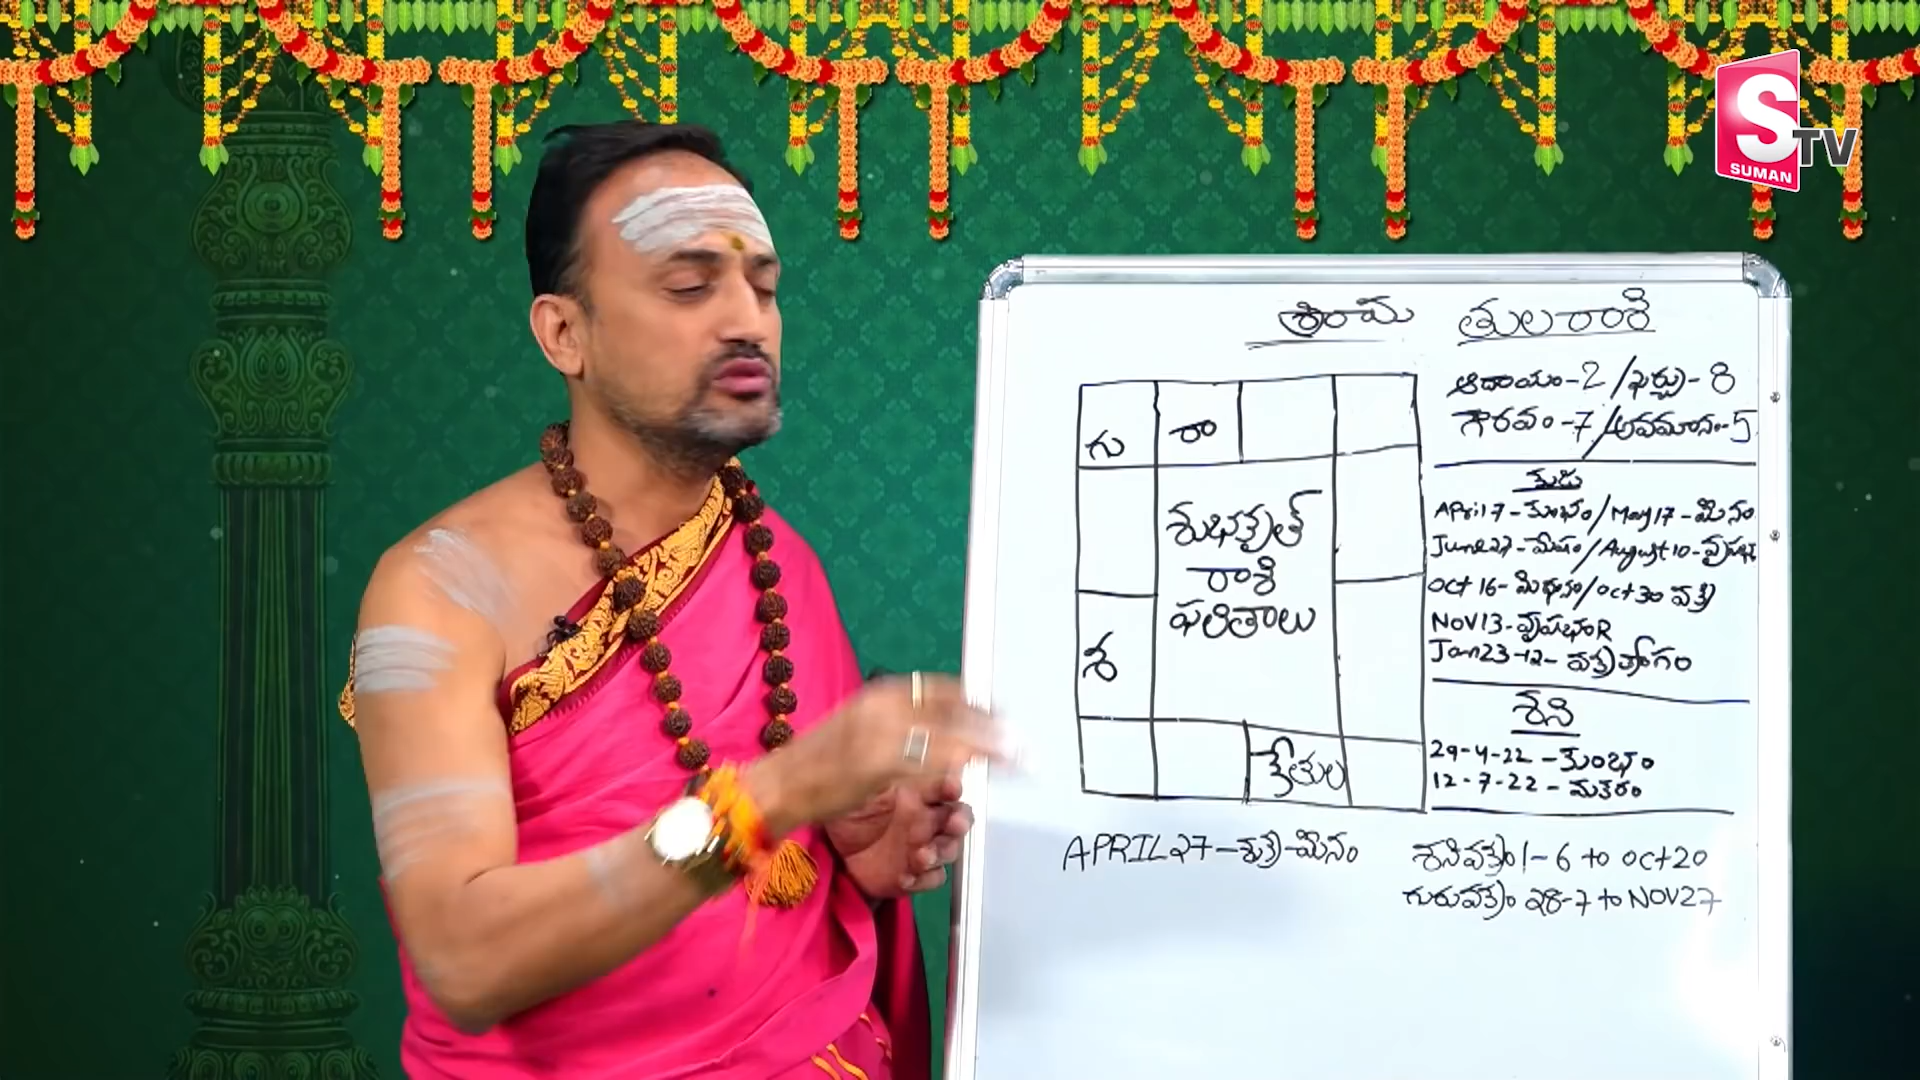 S TV
SUMAN
శ్రీరామ
తులారాశి
ఆదాయం-2 / ఖర్చు-8
గౌరవం-7 / అవమానం-5
గు
రా
శుభకృత్
రాశి
ఫలితాలు
శ
కేతువు
కుజ
APril 7-కుంభం/May 17-మీనం
June 27-మేషం/August 10-వృషభ
OCT 16-మిథునం/oct 30 వక్రి
NOV 13-వృషభం R
Jan 23-12-వక్రత్యాగం
శని
29-4-22-కుంభం
12-7-22-మకరం
APRIL 27-శుక్ర-మీనం
శనివక్రం 1-6 to oct 20
గురువక్రం 28-7 to NOV 27